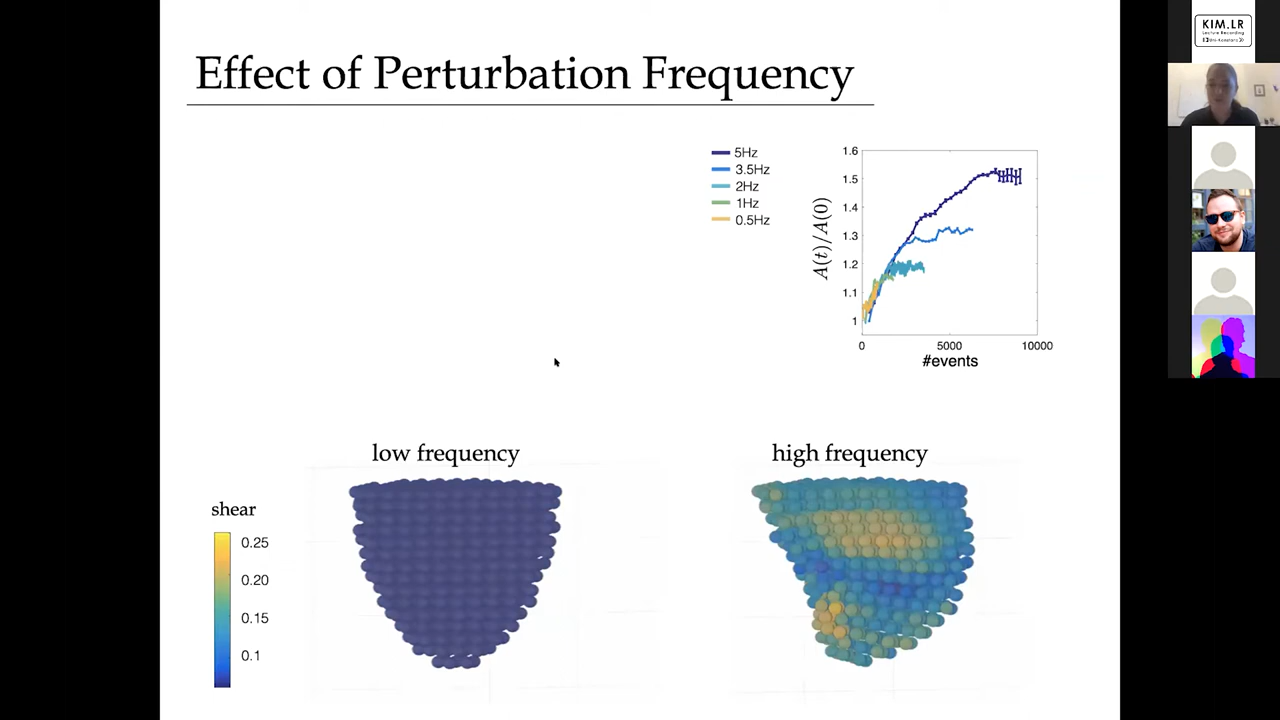 Effect of Perturbation Frequency
KIM.LR
Lecture Recording
5Hz
3.5Hz
2Hz
1Hz
0.5Hz
A(t)/A(0)
1.6
1.5
1.4
1.3
1.2
1.1
1
0
5000
10000
#events
low frequency
high frequency
shear
0.25
0.20
0.15
0.1